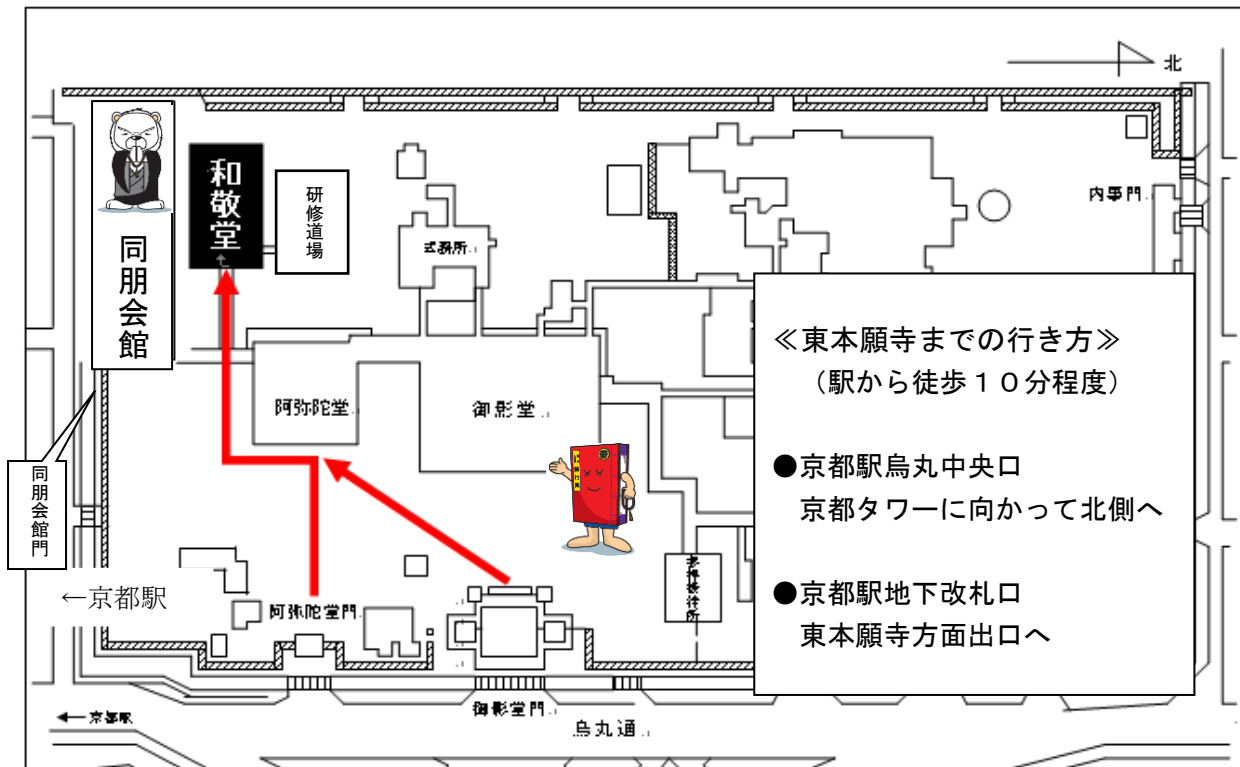 北
和敬堂
研修道場
同朋会館
式務所
内事門
≪東本願寺までの行き方≫
（駅から徒歩１０分程度）
●京都駅烏丸中央口
京都タワーに向かって北側へ
●京都駅地下改札口
東本願寺方面出口へ
阿弥陀堂
御影堂
同朋会館門
←京都駅
阿弥陀堂門
御影堂門
←京都駅
烏丸通